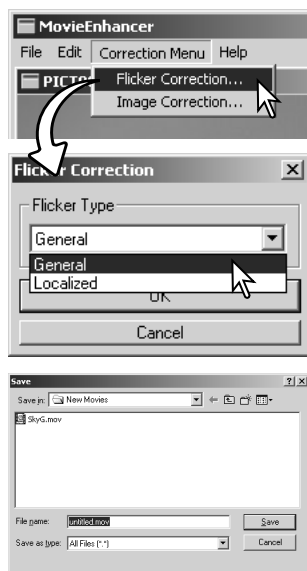 MovieEnhancer
File Edit Correction Menu Help
Flicker Correction...
Image Correction...
Correction
Flicker Type
General
General
Localized
OK
Cancel
Save
Save in: New Movies
SkyG.mov
File name: untitled.mov Save
Save as type: All Files (*.*) Cancel